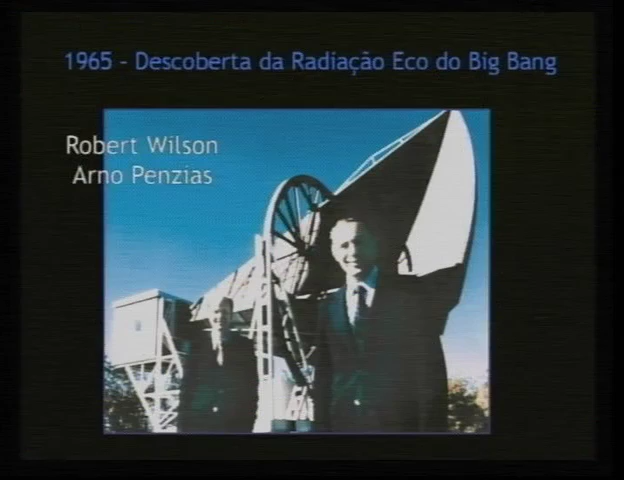 1965 - Descoberta da Radiação Eco do Big Bang
Robert Wilson
Arno Penzias